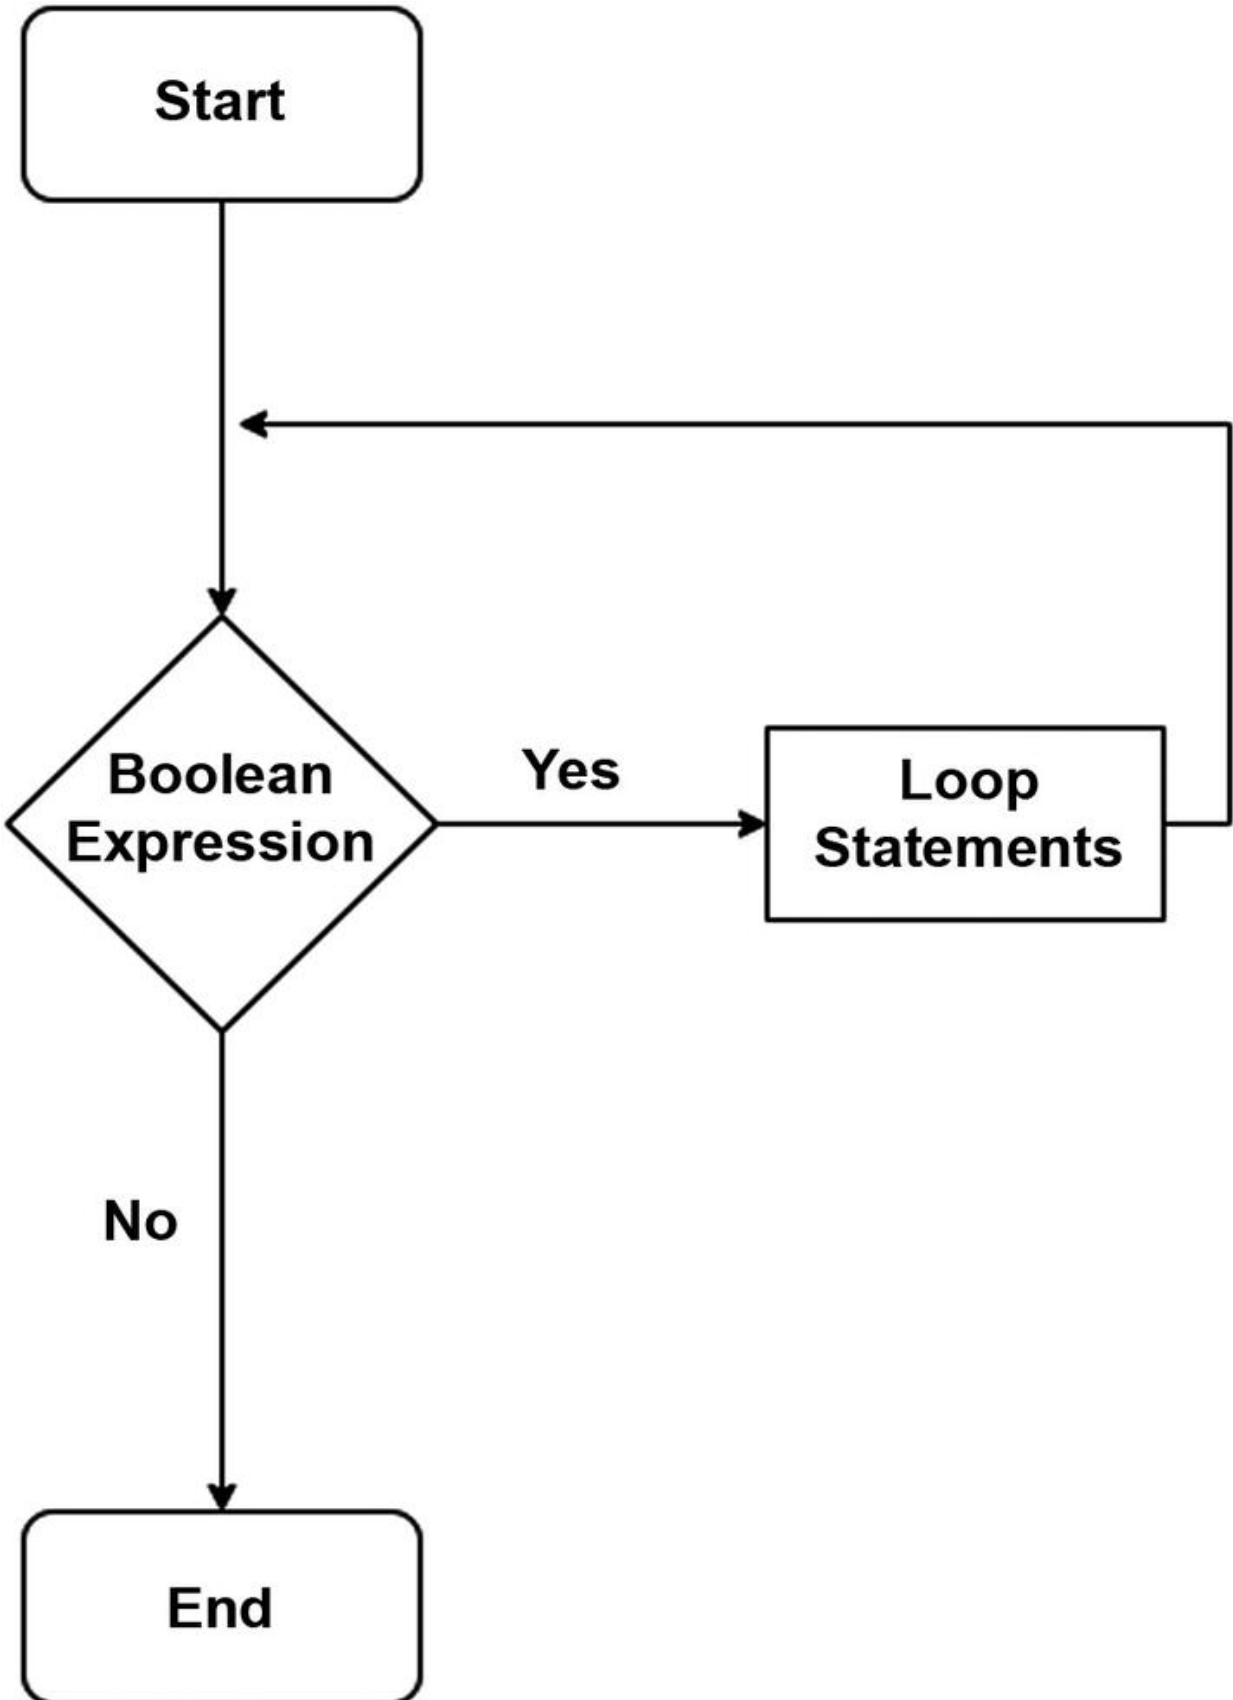 Start
Boolean
Expression
Yes
Loop
Statements
No
End